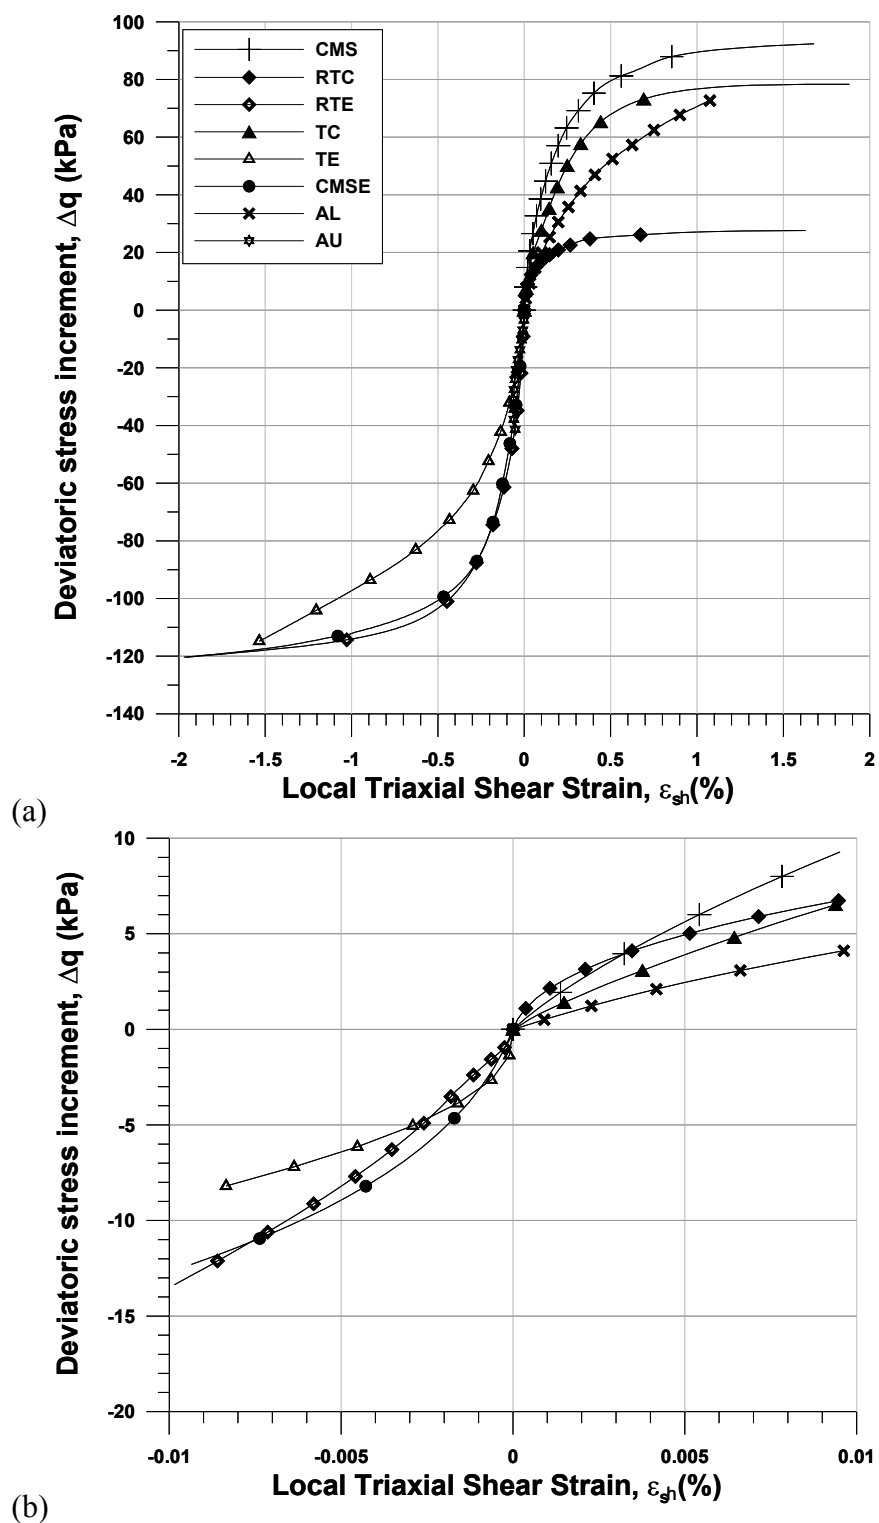 100
80
60
40
20
0
-20
-40
-60
-80
-100
-120
-140
Deviatoric stress increment, Δq (kPa)
CMS
RTC
RTE
TC
TE
CMSE
AL
AU
-2 -1.5 -1 -0.5 0 0.5 1 1.5 2
Local Triaxial Shear Strain, εsh(%)
(a)
10
5
0
-5
-10
-15
-20
Deviatoric stress increment, Δq (kPa)
-0.01 -0.005 0 0.005 0.01
Local Triaxial Shear Strain, εsh(%)
(b)